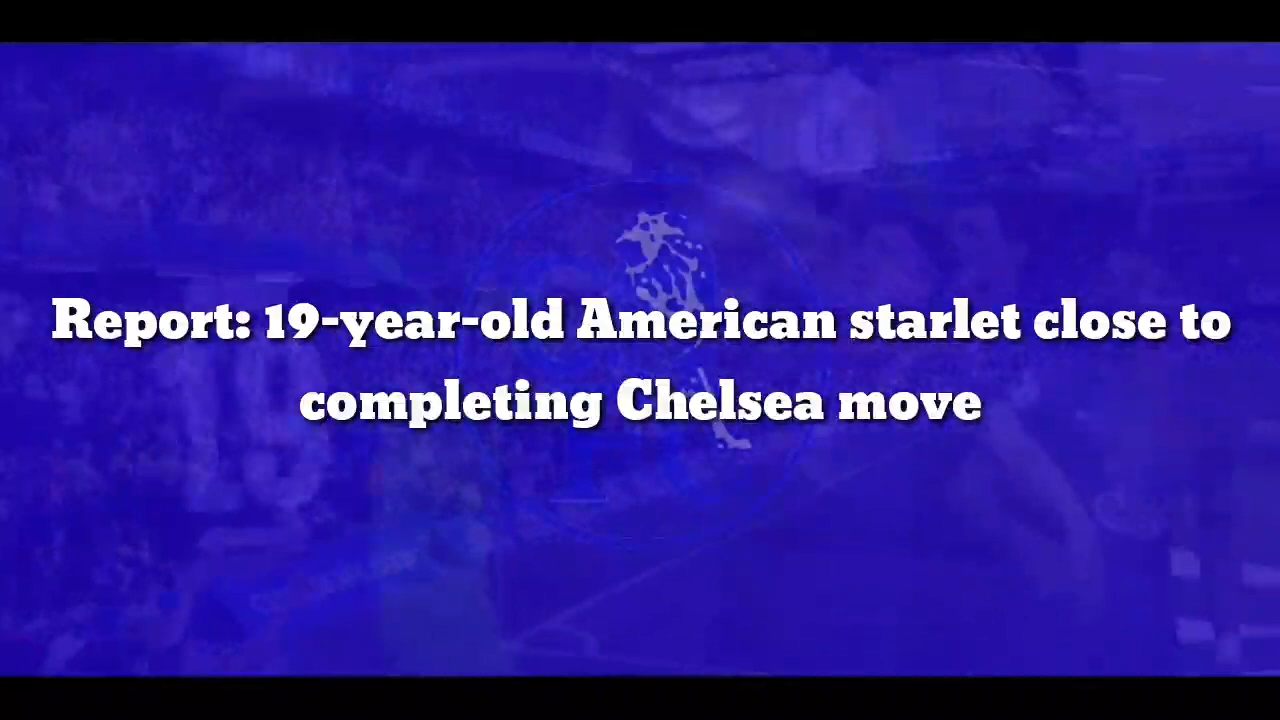 Report: 19-year-old American starlet close to
completing Chelsea move